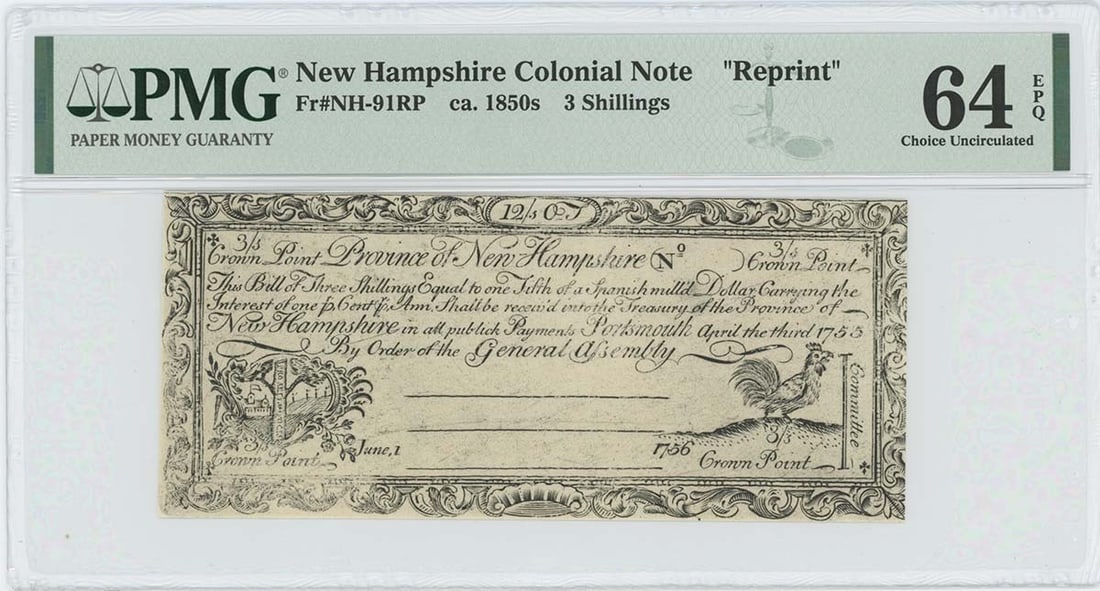 PMG® New Hampshire Colonial Note "Reprint" 64 EPQ
Fr#NH-91RP ca. 1850s 3 Shillings
PAPER MONEY GUARANTY Choice Uncirculated
12/s O T
3/s 3/s
Crown Point Province of New Hampshire (No ) Crown Point
This Bill of Three Shillings Equal to one Fifth of a Spanish mill'd Dollar Carrying the
Interest of one ℘ Cent ℘ Ann. Shall be receiv'd into the Treasury of the Province of
New Hampshire in all publick Payments Portsmouth April the third 1755
By Order of the General Assembly
Committee
3/s June, 1 1756 3/s
Crown Point Crown Point